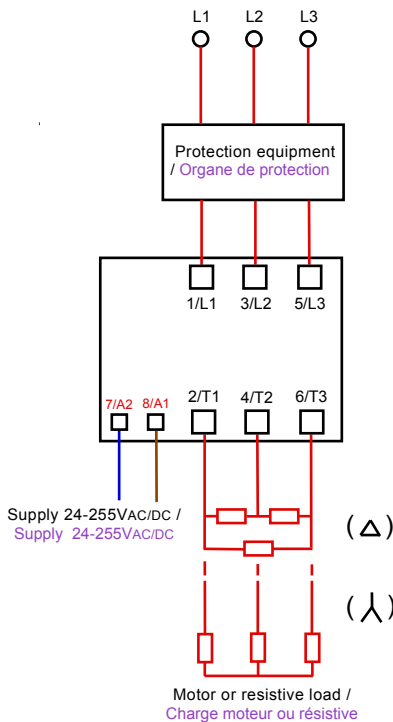 L1 L2 L3
Protection equipment
/ Organe de protection
1/L1 3/L2 5/L3
7/A2 8/A1 2/T1 4/T2 6/T3
Supply 24-255VAC/DC /
Supply 24-255VAC/DC
(Δ)
(⅄)
Motor or resistive load /
Charge moteur ou résistive